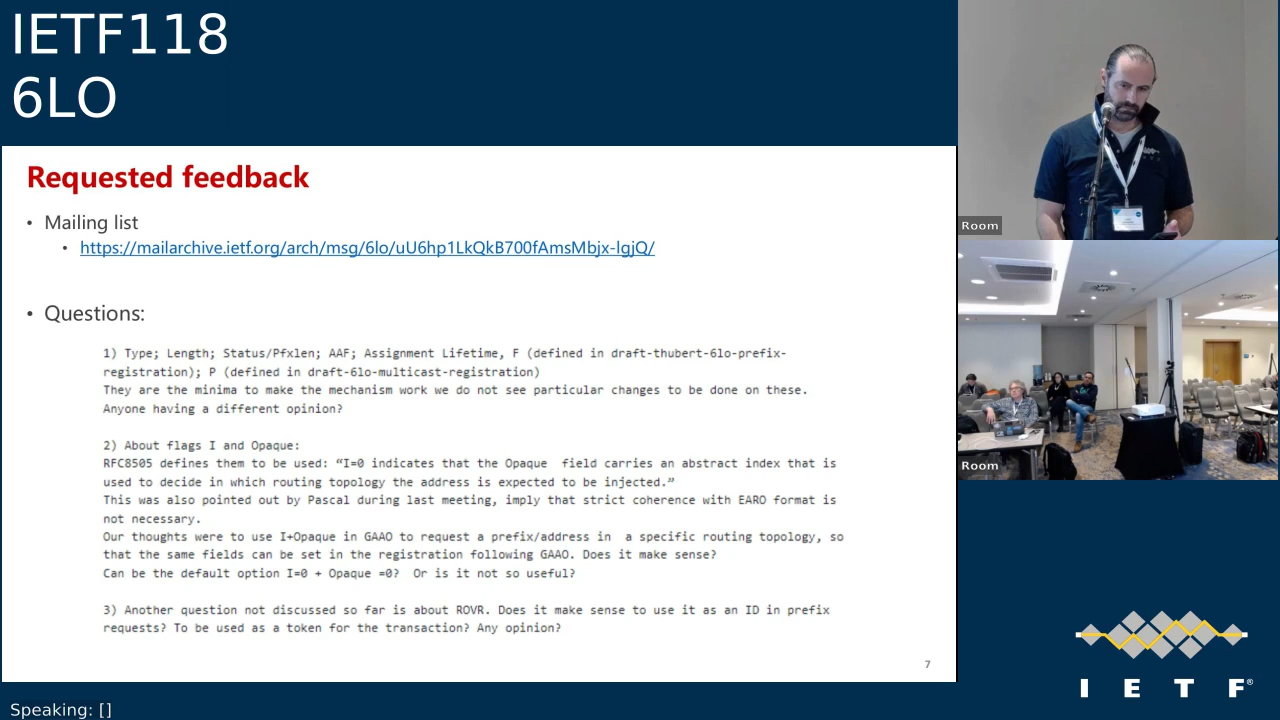 IETF118
6LO
Requested feedback
• Mailing list
• https://mailarchive.ietf.org/arch/msg/6lo/uU6hp1LkQkB700fAmsMbjx-lgjQ/
• Questions:
1) Type; Length; Status/Pfxlen; AAF; Assignment Lifetime, F (defined in draft-thubert-6lo-prefix-
registration); P (defined in draft-6lo-multicast-registration)
They are the minima to make the mechanism work we do not see particular changes to be done on these.
Anyone having a different opinion?
2) About flags I and Opaque:
RFC8505 defines them to be used: “I=0 indicates that the Opaque  field carries an abstract index that is
used to decide in which routing topology the address is expected to be injected.”
This was also pointed out by Pascal during last meeting, imply that strict coherence with EARO format is
not necessary.
Our thoughts were to use I+Opaque in GAAO to request a prefix/address in  a specific routing topology, so
that the same fields can be set in the registration following GAAO. Does it make sense?
Can be the default option I=0 + Opaque =0?  Or is it not so useful?
3) Another question not discussed so far is about ROVR. Does it make sense to use it as an ID in prefix
requests? To be used as a token for the transaction? Any opinion?
7
Room
Room
I E T F®
Speaking: []